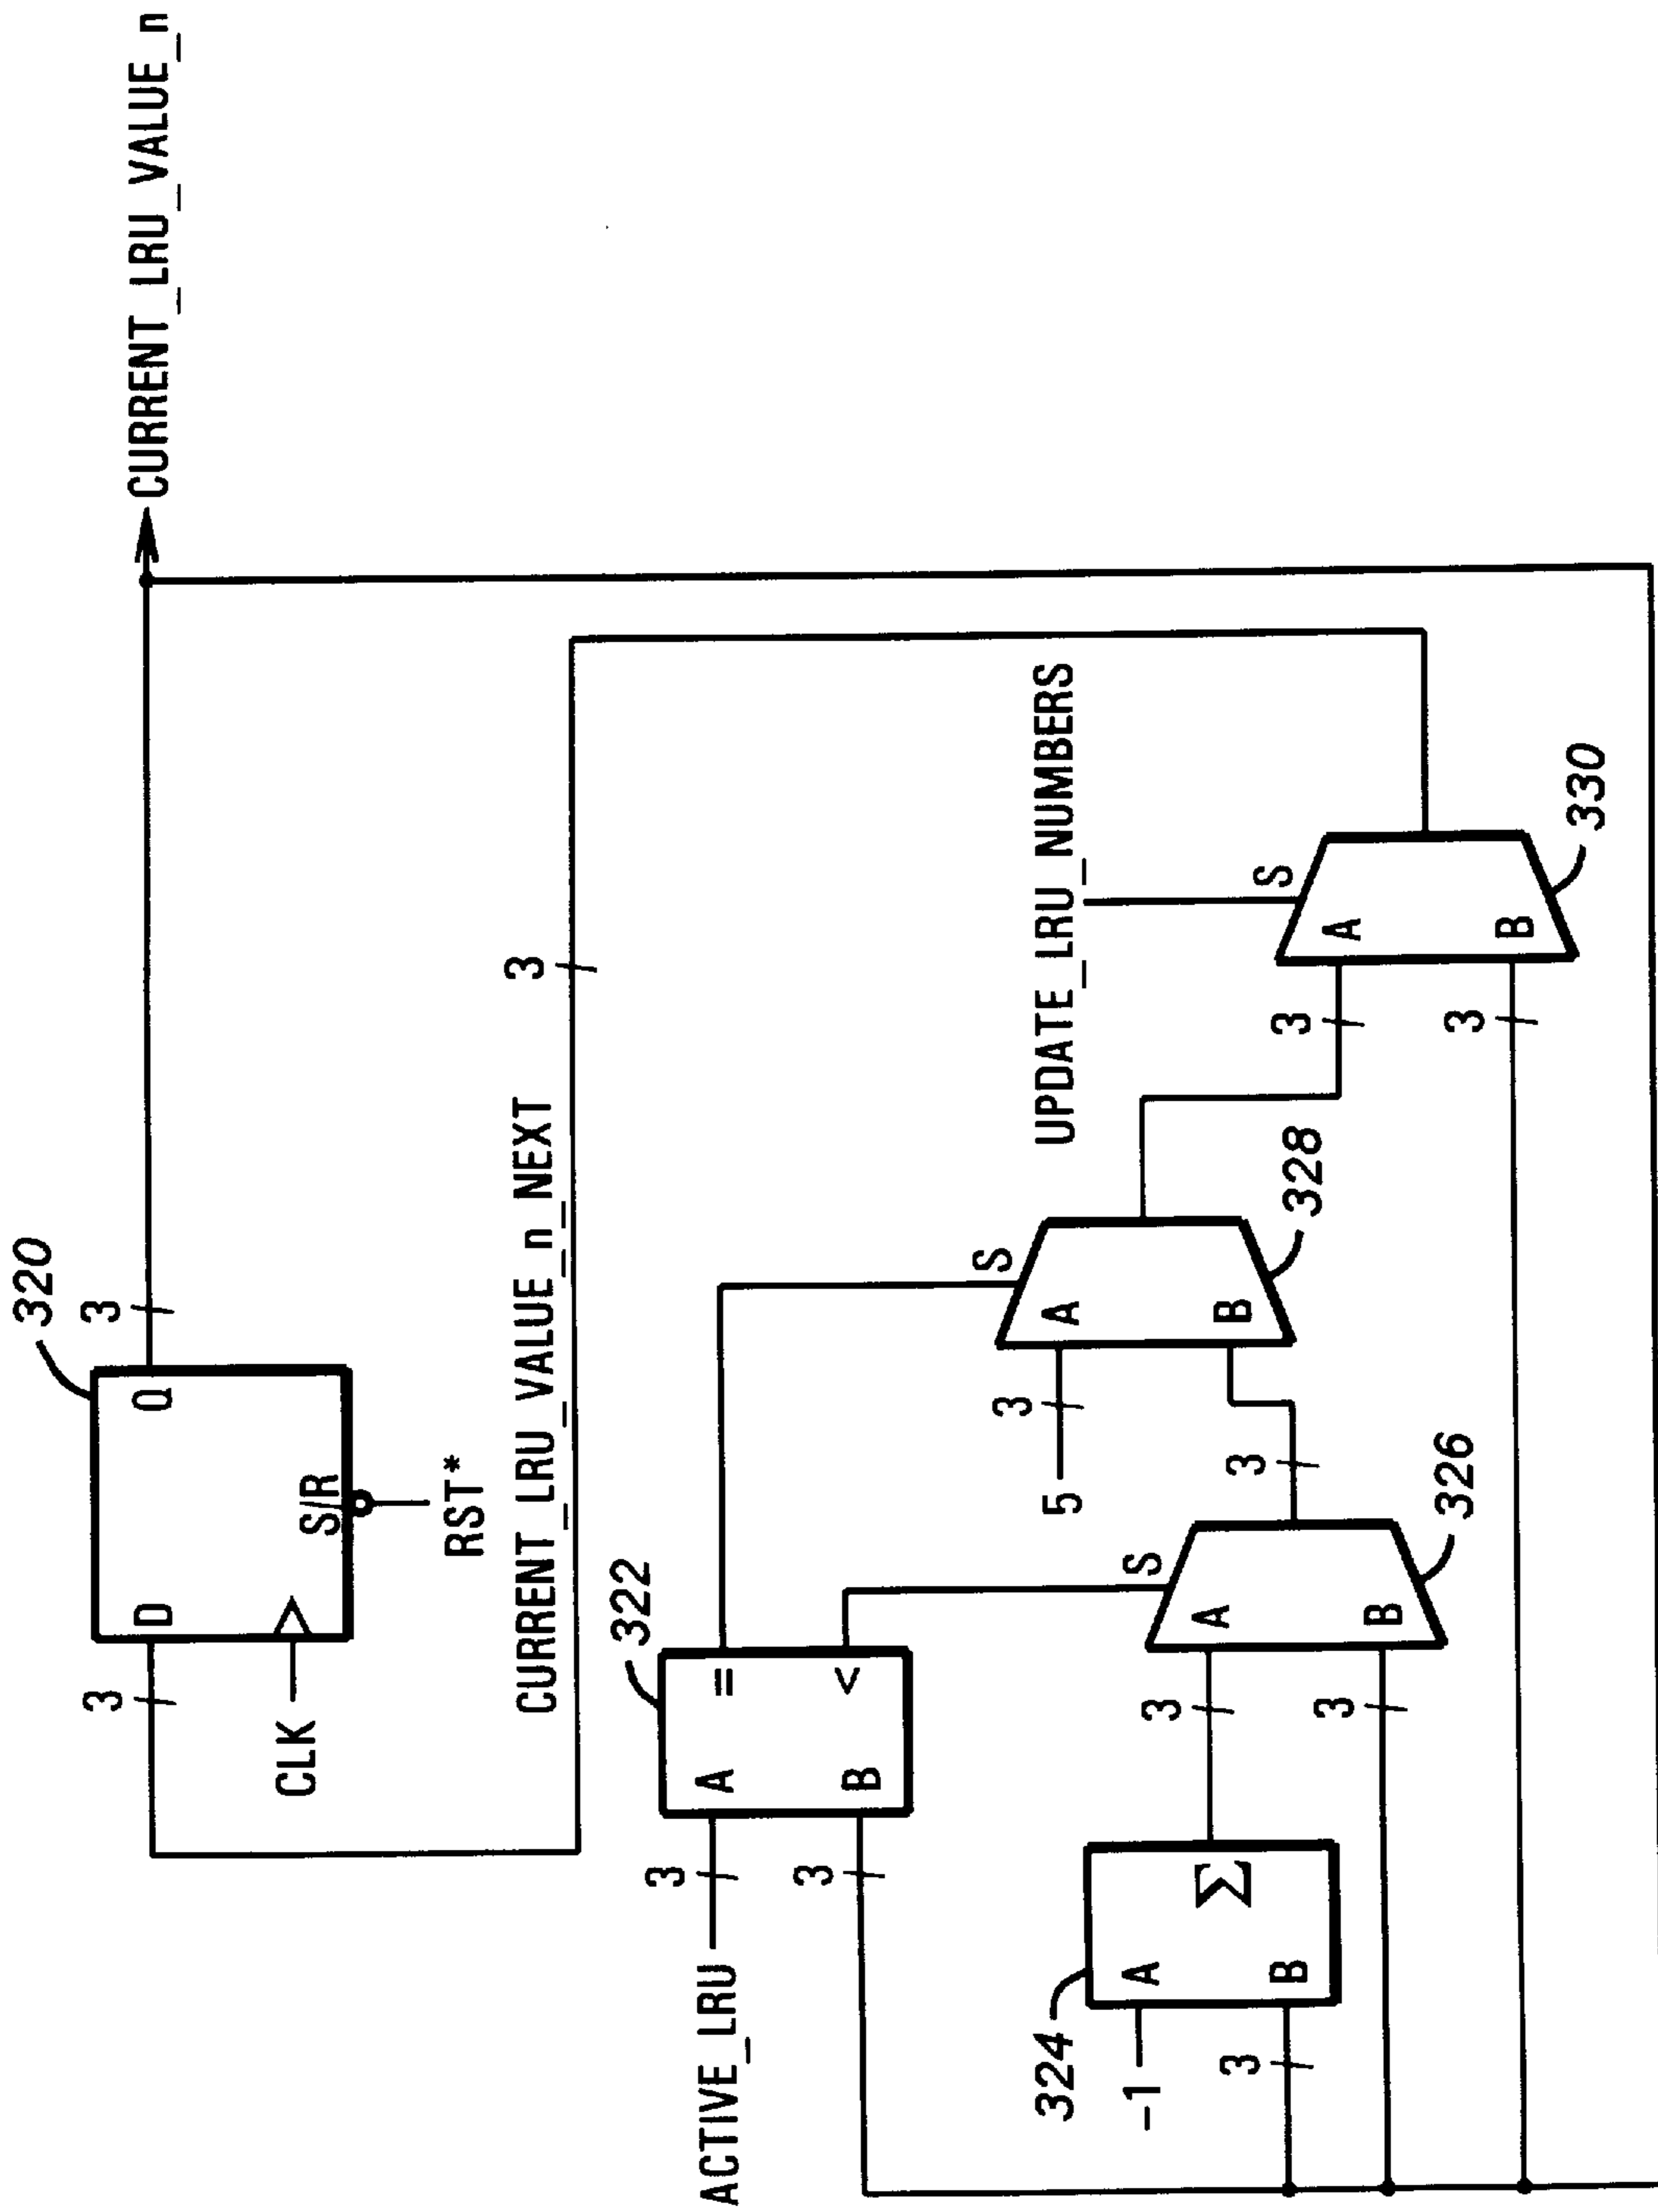 320
3
3
D
Q
CURRENT_LRU_VALUE_n
CLK
S/R
RST*
CURRENT_LRU_VALUE_n_NEXT
3
322
ACTIVE_LRU
3
A
=
3
B
<
UPDATE_LRU_NUMBERS
324
-1
A
Σ
3
B
3
A
S
3
B
326
3
5
3
A
S
B
328
3
A
S
3
B
330